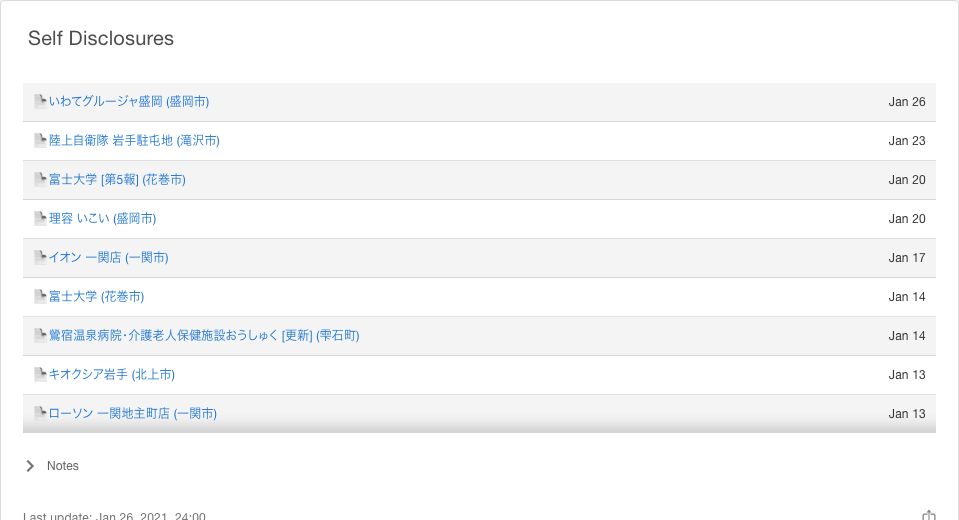 Self Disclosures
いわてグルージャ盛岡 (盛岡市) Jan 26
陸上自衛隊 岩手駐屯地 (滝沢市) Jan 23
富士大学 [第5報] (花巻市) Jan 20
理容 いこい (盛岡市) Jan 20
イオン 一関店 (一関市) Jan 17
富士大学 (花巻市) Jan 14
鶯宿温泉病院・介護老人保健施設おうしゅく [更新] (雫石町) Jan 14
キオクシア岩手 (北上市) Jan 13
ローソン 一関地主町店 (一関市) Jan 13
Notes
Last update: Jan 26, 2021, 24:00